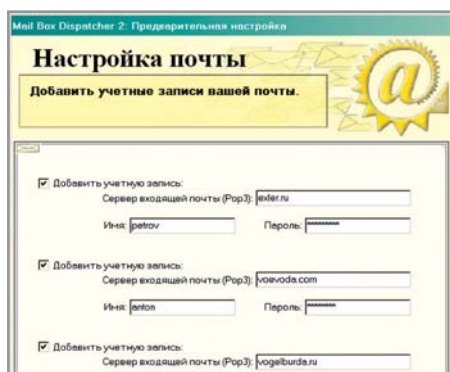 Mail Box Dispatcher 2: Предварительная настройка
Настройка почты
Добавить учетные записи вашей почты.
@
Добавить учетную запись:
Сервер входящей почты (Pop3): exler.ru
Имя: petrov Пароль: *********
Добавить учетную запись:
Сервер входящей почты (Pop3): voevoda.com
Имя: anton Пароль: *********
Добавить учетную запись:
Сервер входящей почты (Pop3): vogelburda.ru